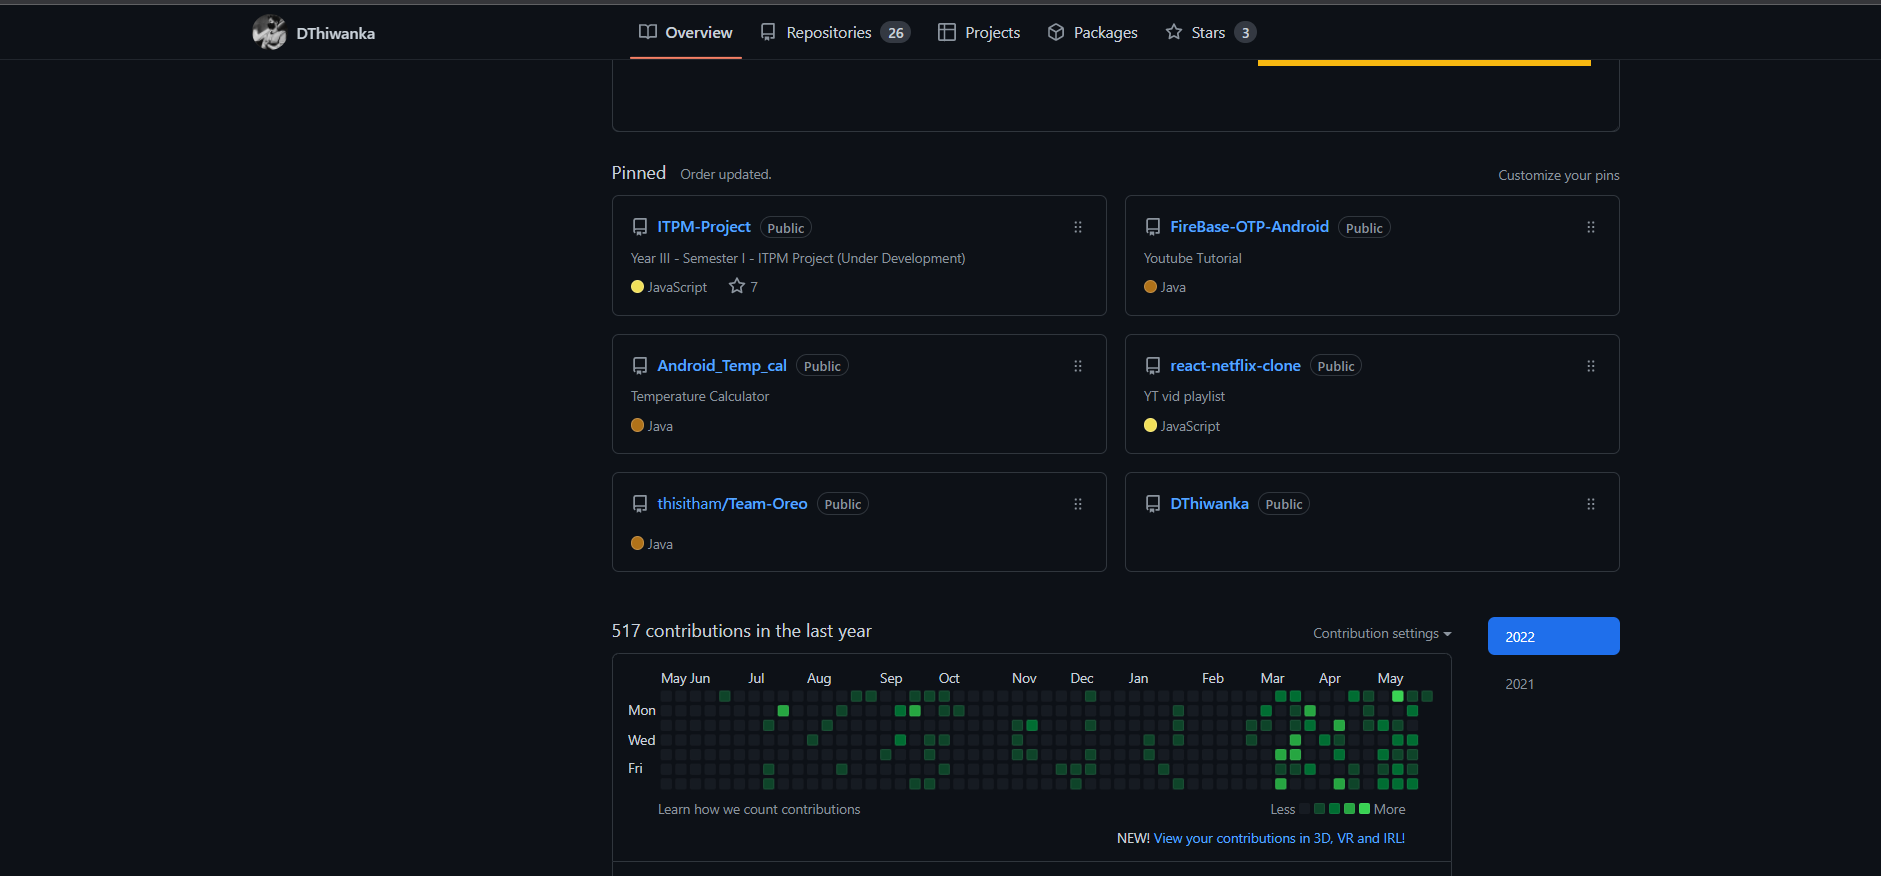 DThiwanka Overview Repositories 26 Projects Packages Stars 3
Pinned Order updated. Customize your pins
ITPM-Project Public
Year III - Semester I - ITPM Project (Under Development)
JavaScript 7
FireBase-OTP-Android Public
Youtube Tutorial
Java
Android_Temp_cal Public
Temperature Calculator
Java
react-netflix-clone Public
YT vid playlist
JavaScript
thisitham/Team-Oreo Public
Java
DThiwanka Public
517 contributions in the last year Contribution settings
2022
2021
May Jun Jul Aug Sep Oct Nov Dec Jan Feb Mar Apr May
Mon
Wed
Fri
Learn how we count contributions Less More
NEW! View your contributions in 3D, VR and IRL!